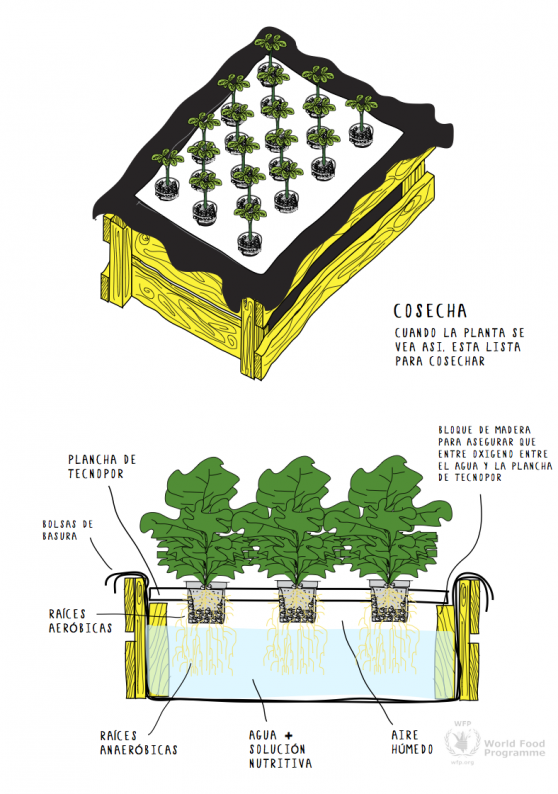 COSECHA
CUANDO LA PLANTA SE
VEA ASI, ESTA LISTA
PARA COSECHAR
BLOQUE DE MADERA
PARA ASEGURAR QUE
ENTRE OXIGENO ENTRE
EL AGUA Y LA PLANCHA
DE TECNOPOR
PLANCHA DE
TECNOPOR
BOLSAS DE
BASURA
RAÍCES
AERÓBICAS
RAÍCES
ANAERÓBICAS
AGUA +
SOLUCIÓN
NUTRITIVA
AIRE
HÚMEDO
WFP
wfp.org
World Food
Programme